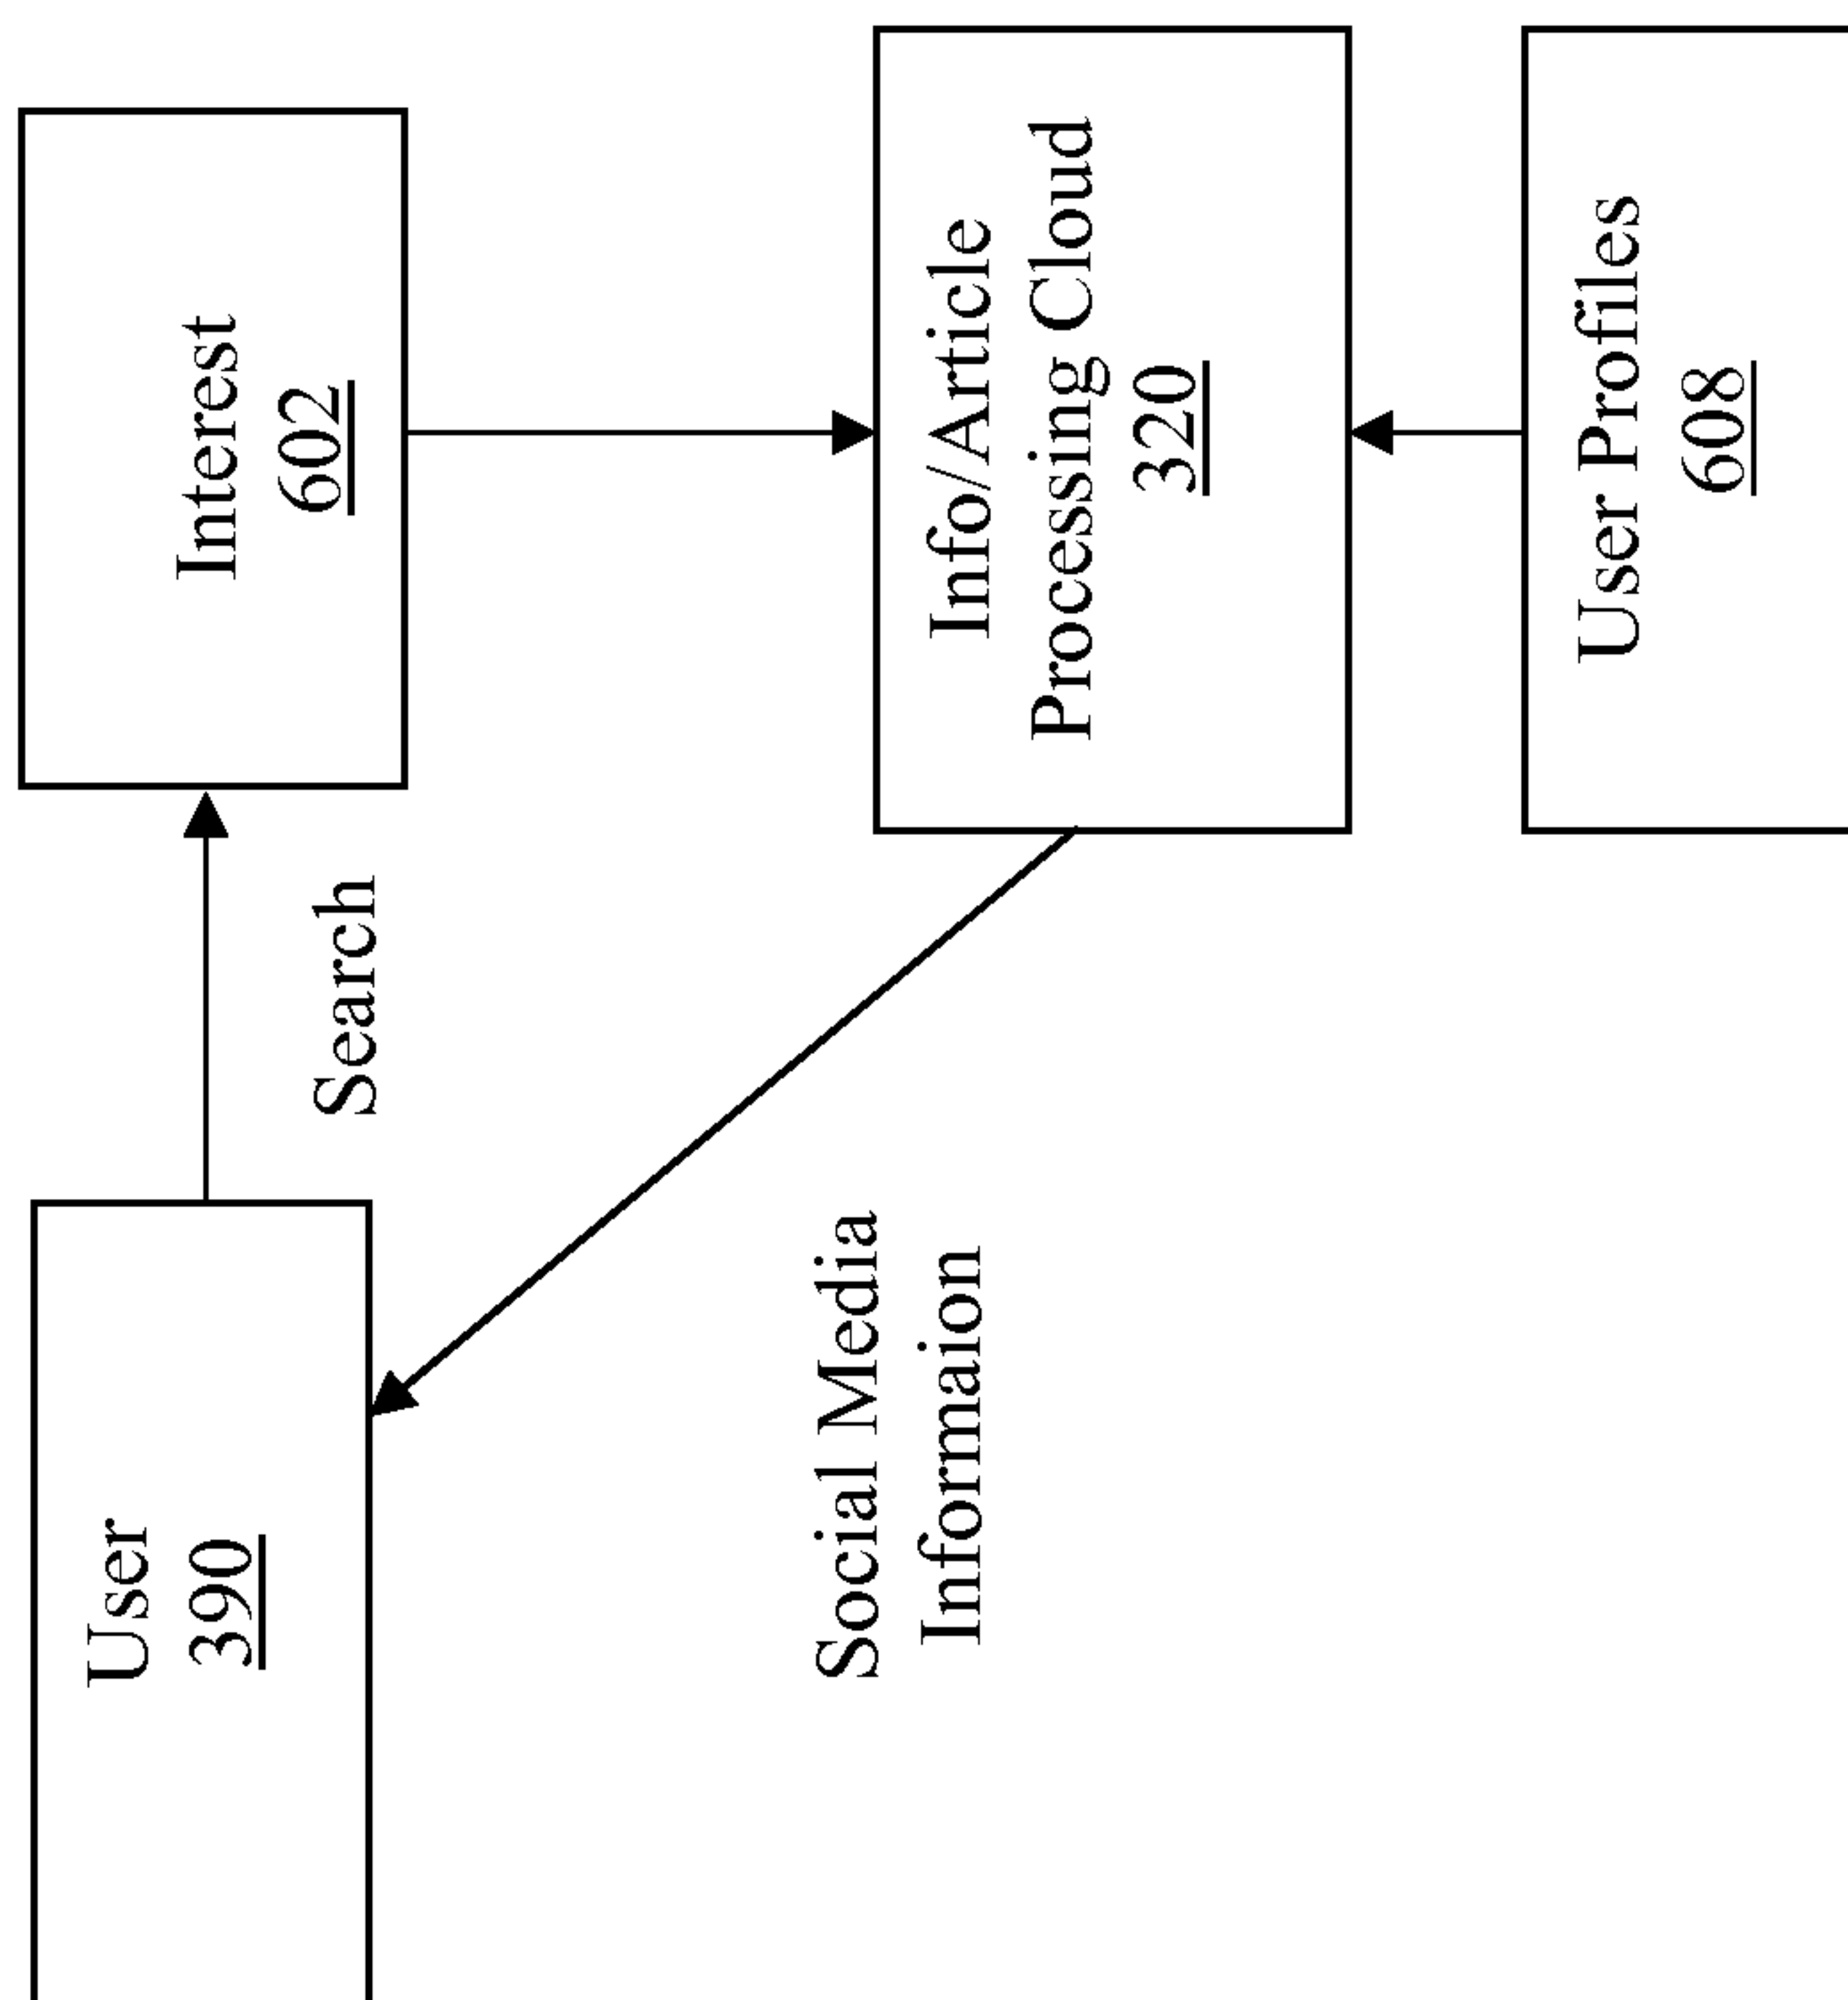 User
390
Search
Interest
602
Social Media
Informaion
Info/Article
Processing Cloud
320
User Profiles
608